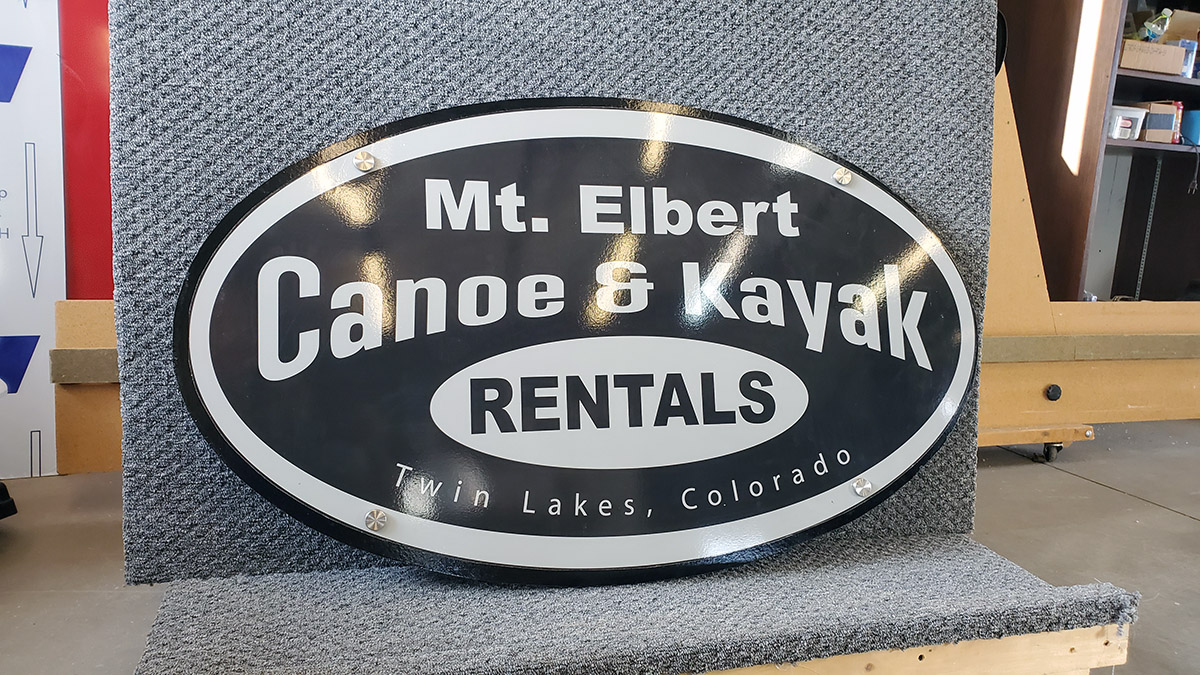 Mt. Elbert
Canoe & Kayak
RENTALS
Twin Lakes, Colorado